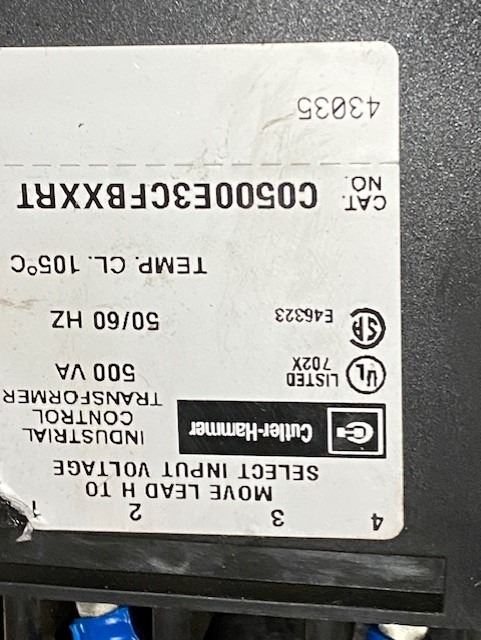 4 3 2 1
MOVE LEAD H TO
SELECT INPUT VOLTAGE
Cutler-Hammer
INDUSTRIAL
CONTROL
TRANSFORMER
UL
LISTED
702X
500 VA
SA
E46323
50/60 HZ
TEMP. CL. 105°C
CAT.
NO.
C0500E3CFBXXRT
43035